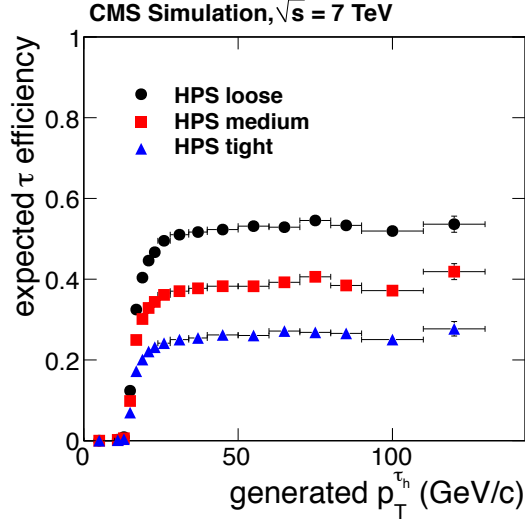 CMS Simulation, √s = 7 TeV
expected τ efficiency
1
0.8
0.6
0.4
0.2
0
HPS loose
HPS medium
HPS tight
0 50 100
generated p_T^{τ_h} (GeV/c)